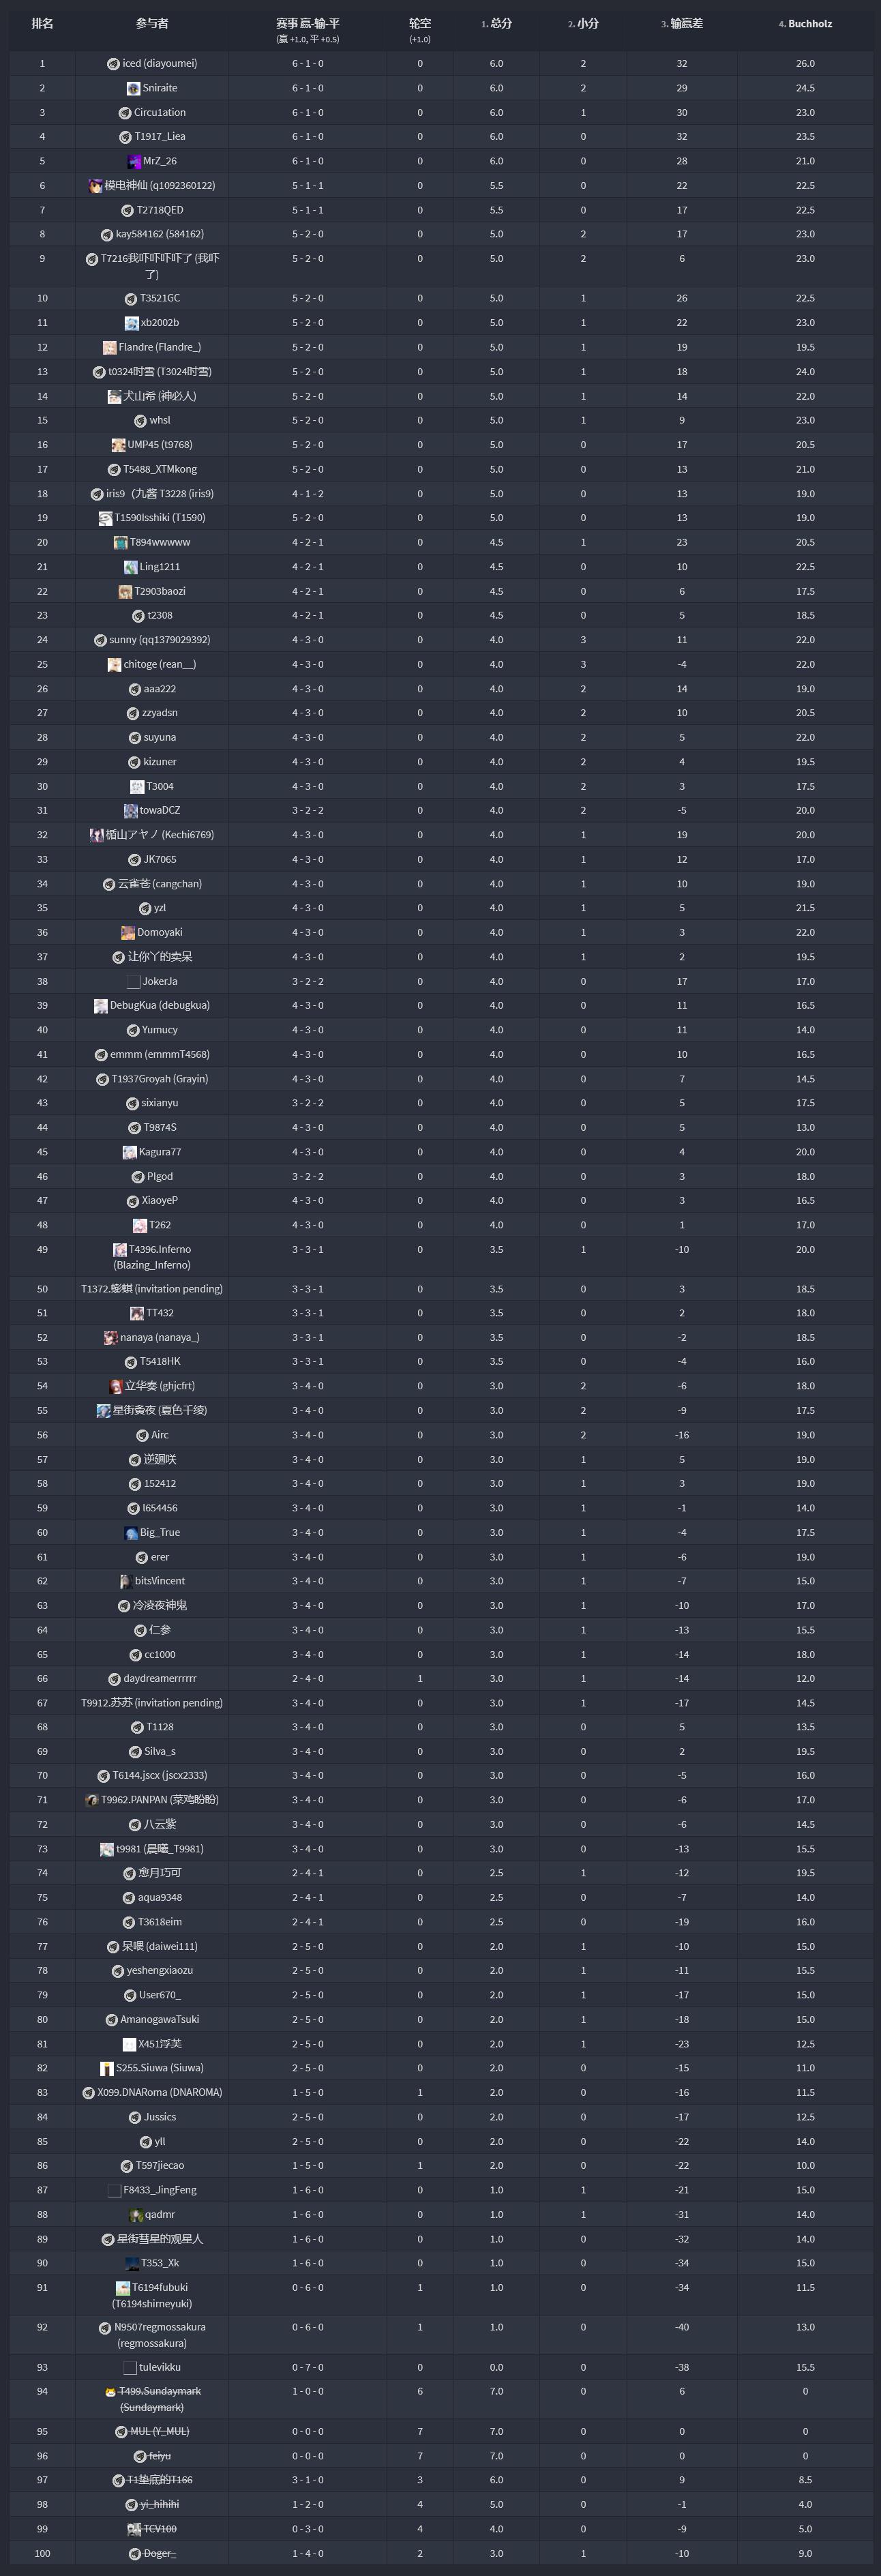 排名 参与者 赛事 赢-输-平 轮空 1. 总分 2. 小分 3. 输赢差 4. Buchholz
(赢 +1.0, 平 +0.5) (+1.0)
1 iced (diayoumei) 6 - 1 - 0 0 6.0 2 32 26.0
2 Sniraite 6 - 1 - 0 0 6.0 2 29 24.5
3 Circu1ation 6 - 1 - 0 0 6.0 1 30 23.0
4 T1917_Liea 6 - 1 - 0 0 6.0 0 32 23.5
5 MrZ_26 6 - 1 - 0 0 6.0 0 28 21.0
6 模电神仙 (q1092360122) 5 - 1 - 1 0 5.5 0 22 22.5
7 T2718QED 5 - 1 - 1 0 5.5 0 17 22.5
8 kay584162 (584162) 5 - 2 - 0 0 5.0 2 17 23.0
9 T7216我吓吓吓吓了 (我吓 5 - 2 - 0 0 5.0 2 6 23.0
了)
10 T3521GC 5 - 2 - 0 0 5.0 1 26 22.5
11 xb2002b 5 - 2 - 0 0 5.0 1 22 23.0
12 Flandre (Flandre_) 5 - 2 - 0 0 5.0 1 19 19.5
13 t0324时雪 (T3024时雪) 5 - 2 - 0 0 5.0 1 18 24.0
14 犬山希 (神必人) 5 - 2 - 0 0 5.0 1 14 22.0
15 whsl 5 - 2 - 0 0 5.0 1 9 23.0
16 UMP45 (t9768) 5 - 2 - 0 0 5.0 0 17 20.5
17 T5488_XTMkong 5 - 2 - 0 0 5.0 0 13 21.0
18 iris9（九酱 T3228 (iris9) 4 - 1 - 2 0 5.0 0 13 19.0
19 T1590Isshiki (T1590) 5 - 2 - 0 0 5.0 0 13 19.0
20 T894wwwww 4 - 2 - 1 0 4.5 1 23 20.5
21 Ling1211 4 - 2 - 1 0 4.5 0 10 22.5
22 T2903baozi 4 - 2 - 1 0 4.5 0 6 17.5
23 t2308 4 - 2 - 1 0 4.5 0 5 18.5
24 sunny (qq1379029392) 4 - 3 - 0 0 4.0 3 11 22.0
25 chitoge (rean__) 4 - 3 - 0 0 4.0 3 -4 22.0
26 aaa222 4 - 3 - 0 0 4.0 2 14 19.0
27 zzyadsn 4 - 3 - 0 0 4.0 2 10 20.5
28 suyuna 4 - 3 - 0 0 4.0 2 5 22.0
29 kizuner 4 - 3 - 0 0 4.0 2 4 19.5
30 T3004 4 - 3 - 0 0 4.0 2 3 17.5
31 towaDCZ 3 - 2 - 2 0 4.0 2 -5 20.0
32 楯山アヤノ (Kechi6769) 4 - 3 - 0 0 4.0 1 19 20.0
33 JK7065 4 - 3 - 0 0 4.0 1 12 17.0
34 云雀苍 (cangchan) 4 - 3 - 0 0 4.0 1 10 19.0
35 yzl 4 - 3 - 0 0 4.0 1 5 21.5
36 Domoyaki 4 - 3 - 0 0 4.0 1 3 22.0
37 让你丫的卖呆 4 - 3 - 0 0 4.0 1 2 19.5
38 JokerJa 3 - 2 - 2 0 4.0 0 17 17.0
39 DebugKua (debugkua) 4 - 3 - 0 0 4.0 0 11 16.5
40 Yumucy 4 - 3 - 0 0 4.0 0 11 14.0
41 emmm (emmmT4568) 4 - 3 - 0 0 4.0 0 10 16.5
42 T1937Groyah (Grayin) 4 - 3 - 0 0 4.0 0 7 14.5
43 sixianyu 3 - 2 - 2 0 4.0 0 5 17.5
44 T9874S 4 - 3 - 0 0 4.0 0 5 13.0
45 Kagura77 4 - 3 - 0 0 4.0 0 4 20.0
46 PIgod 3 - 2 - 2 0 4.0 0 3 18.0
47 XiaoyeP 4 - 3 - 0 0 4.0 0 3 16.5
48 T262 4 - 3 - 0 0 4.0 0 1 17.0
49 T4396.Inferno 3 - 3 - 1 0 3.5 1 -10 20.0
(Blazing_Inferno)
50 T1372.蟛蜞 (invitation pending) 3 - 3 - 1 0 3.5 0 3 18.5
51 TT432 3 - 3 - 1 0 3.5 0 2 18.0
52 nanaya (nanaya_) 3 - 3 - 1 0 3.5 0 -2 18.5
53 T5418HK 3 - 3 - 1 0 3.5 0 -4 16.0
54 立华奏 (ghjcfrt) 3 - 4 - 0 0 3.0 2 -6 18.0
55 星街夤夜 (夏色千绫) 3 - 4 - 0 0 3.0 2 -9 17.5
56 Airc 3 - 4 - 0 0 3.0 2 -16 19.0
57 逆廻咲 3 - 4 - 0 0 3.0 1 5 19.0
58 152412 3 - 4 - 0 0 3.0 1 3 19.0
59 l654456 3 - 4 - 0 0 3.0 1 -1 14.0
60 Big_True 3 - 4 - 0 0 3.0 1 -4 17.5
61 erer 3 - 4 - 0 0 3.0 1 -6 19.0
62 bitsVincent 3 - 4 - 0 0 3.0 1 -7 15.0
63 冷凌夜神鬼 3 - 4 - 0 0 3.0 1 -10 17.0
64 仁参 3 - 4 - 0 0 3.0 1 -13 15.5
65 cc1000 3 - 4 - 0 0 3.0 1 -14 18.0
66 daydreamerrrrrr 2 - 4 - 0 1 3.0 1 -14 12.0
67 T9912.苏苏 (invitation pending) 3 - 4 - 0 0 3.0 1 -17 14.5
68 T1128 3 - 4 - 0 0 3.0 0 5 13.5
69 Silva_s 3 - 4 - 0 0 3.0 0 2 19.5
70 T6144.jscx (jscx2333) 3 - 4 - 0 0 3.0 0 -5 16.0
71 T9962.PANPAN (菜鸡盼盼) 3 - 4 - 0 0 3.0 0 -6 17.0
72 八云紫 3 - 4 - 0 0 3.0 0 -6 14.5
73 t9981 (晨曦_T9981) 3 - 4 - 0 0 3.0 0 -13 15.5
74 愈月巧可 2 - 4 - 1 0 2.5 1 -12 19.5
75 aqua9348 2 - 4 - 1 0 2.5 0 -7 14.0
76 T3618eim 2 - 4 - 1 0 2.5 0 -19 16.0
77 呆喂 (daiwei111) 2 - 5 - 0 0 2.0 1 -10 15.0
78 yeshengxiaozu 2 - 5 - 0 0 2.0 1 -11 15.5
79 User670_ 2 - 5 - 0 0 2.0 1 -17 15.0
80 AmanogawaTsuki 2 - 5 - 0 0 2.0 1 -18 15.0
81 X451浮芙 2 - 5 - 0 0 2.0 1 -23 12.5
82 S255.Siuwa (Siuwa) 2 - 5 - 0 0 2.0 0 -15 11.0
83 X099.DNARoma (DNAROMA) 1 - 5 - 0 1 2.0 0 -16 11.5
84 Jussics 2 - 5 - 0 0 2.0 0 -17 12.5
85 yll 2 - 5 - 0 0 2.0 0 -22 14.0
86 T597jiecao 1 - 5 - 0 1 2.0 0 -22 10.0
87 F8433_JingFeng 1 - 6 - 0 0 1.0 1 -21 15.0
88 qadmr 1 - 6 - 0 0 1.0 1 -31 14.0
89 星街彗星的观星人 1 - 6 - 0 0 1.0 0 -32 14.0
90 T353_Xk 1 - 6 - 0 0 1.0 0 -34 15.0
91 T6194fubuki 0 - 6 - 0 1 1.0 0 -34 11.5
(T6194shirneyuki)
92 N9507regmossakura 0 - 6 - 0 1 1.0 0 -40 13.0
(regmossakura)
93 tulevikku 0 - 7 - 0 0 0.0 0 -38 15.5
94 T499.Sundaymark 1 - 0 - 0 6 7.0 0 6 0
(Sundaymark)
95 MUL (Y_MUL) 0 - 0 - 0 7 7.0 0 0 0
96 feiyu 0 - 0 - 0 7 7.0 0 0 0
97 T1垫底的T166 3 - 1 - 0 3 6.0 0 9 8.5
98 yi_hihihi 1 - 2 - 0 4 5.0 0 -1 4.0
99 TCV100 0 - 3 - 0 4 4.0 0 -9 5.0
100 Doger_ 1 - 4 - 0 2 3.0 1 -10 9.0